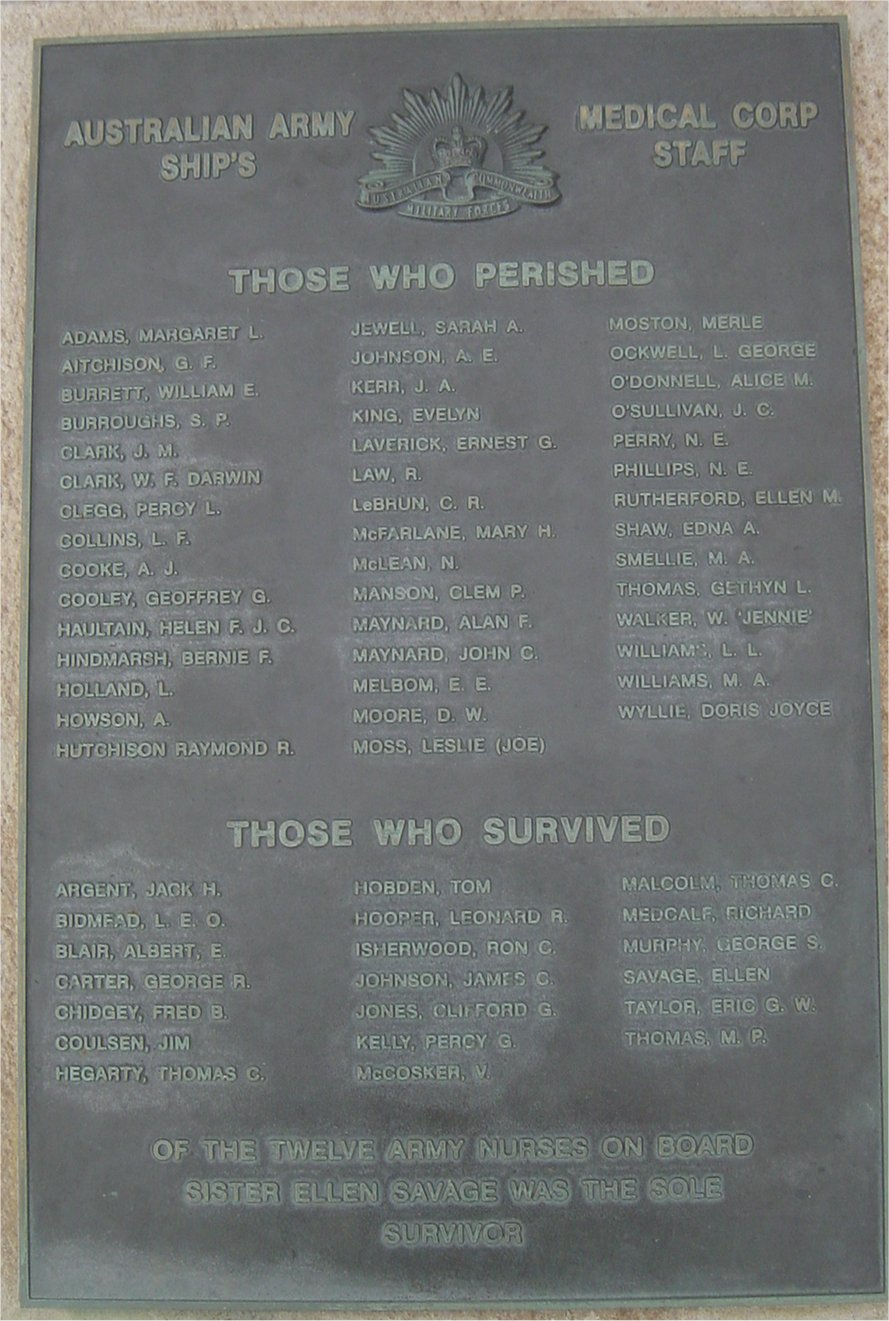 AUSTRALIAN ARMY
SHIP'S
AUSTRALIAN COMMONWEALTH
MILITARY FORCES
MEDICAL CORP
STAFF
THOSE WHO PERISHED
ADAMS, MARGARET L.
AITCHISON, G. F.
BURRETT, WILLIAM E.
BURROUGHS, S. P.
CLARK, J. M.
CLARK, W. F. DARWIN
CLEGG, PERCY L.
COLLINS, L. F.
COOKE, A. J.
COOLEY, GEOFFREY G.
HAULTAIN, HELEN F. J. C.
HINDMARSH, BERNIE F.
HOLLAND, L.
HOWSON, A.
HUTCHISON RAYMOND R.
JEWELL, SARAH A.
JOHNSON, A. E.
KERR, J. A.
KING, EVELYN
LAVERICK, ERNEST G.
LAW, R.
LeBRUN, C. R.
McFARLANE, MARY H.
McLEAN, N.
MANSON, CLEM P.
MAYNARD, ALAN F.
MAYNARD, JOHN C.
MELBOM, E. E.
MOORE, D. W.
MOSS, LESLIE (JOE)
MOSTON, MERLE
OCKWELL, L. GEORGE
O'DONNELL, ALICE M.
O'SULLIVAN, J. C.
PERRY, N. E.
PHILLIPS, N. E.
RUTHERFORD, ELLEN M.
SHAW, EDNA A.
SMELLIE, M. A.
THOMAS, GETHYN L.
WALKER, W. 'JENNIE'
WILLIAMS, L. L.
WILLIAMS, M. A.
WYLLIE, DORIS JOYCE
THOSE WHO SURVIVED
ARGENT, JACK H.
BIDMEAD, L. E. O.
BLAIR, ALBERT, E.
CARTER, GEORGE R.
CHIDGEY, FRED B.
COULSEN, JIM
HEGARTY, THOMAS C.
HOBDEN, TOM
HOOPER, LEONARD R.
ISHERWOOD, RON C.
JOHNSON, JAMES C.
JONES, CLIFFORD G.
KELLY, PERCY G.
McCOSKER, V.
MALCOLM, THOMAS C.
MEDCALF, RICHARD
MURPHY, GEORGE S.
SAVAGE, ELLEN
TAYLOR, ERIC G. W.
THOMAS, M. P.
OF THE TWELVE ARMY NURSES ON BOARD
SISTER ELLEN SAVAGE WAS THE SOLE
SURVIVOR